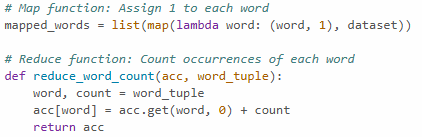 # Map function: Assign 1 to each word
mapped_words = list(map(lambda word: (word, 1), dataset))

# Reduce function: Count occurrences of each word
def reduce_word_count(acc, word_tuple):
    word, count = word_tuple
    acc[word] = acc.get(word, 0) + count
    return acc